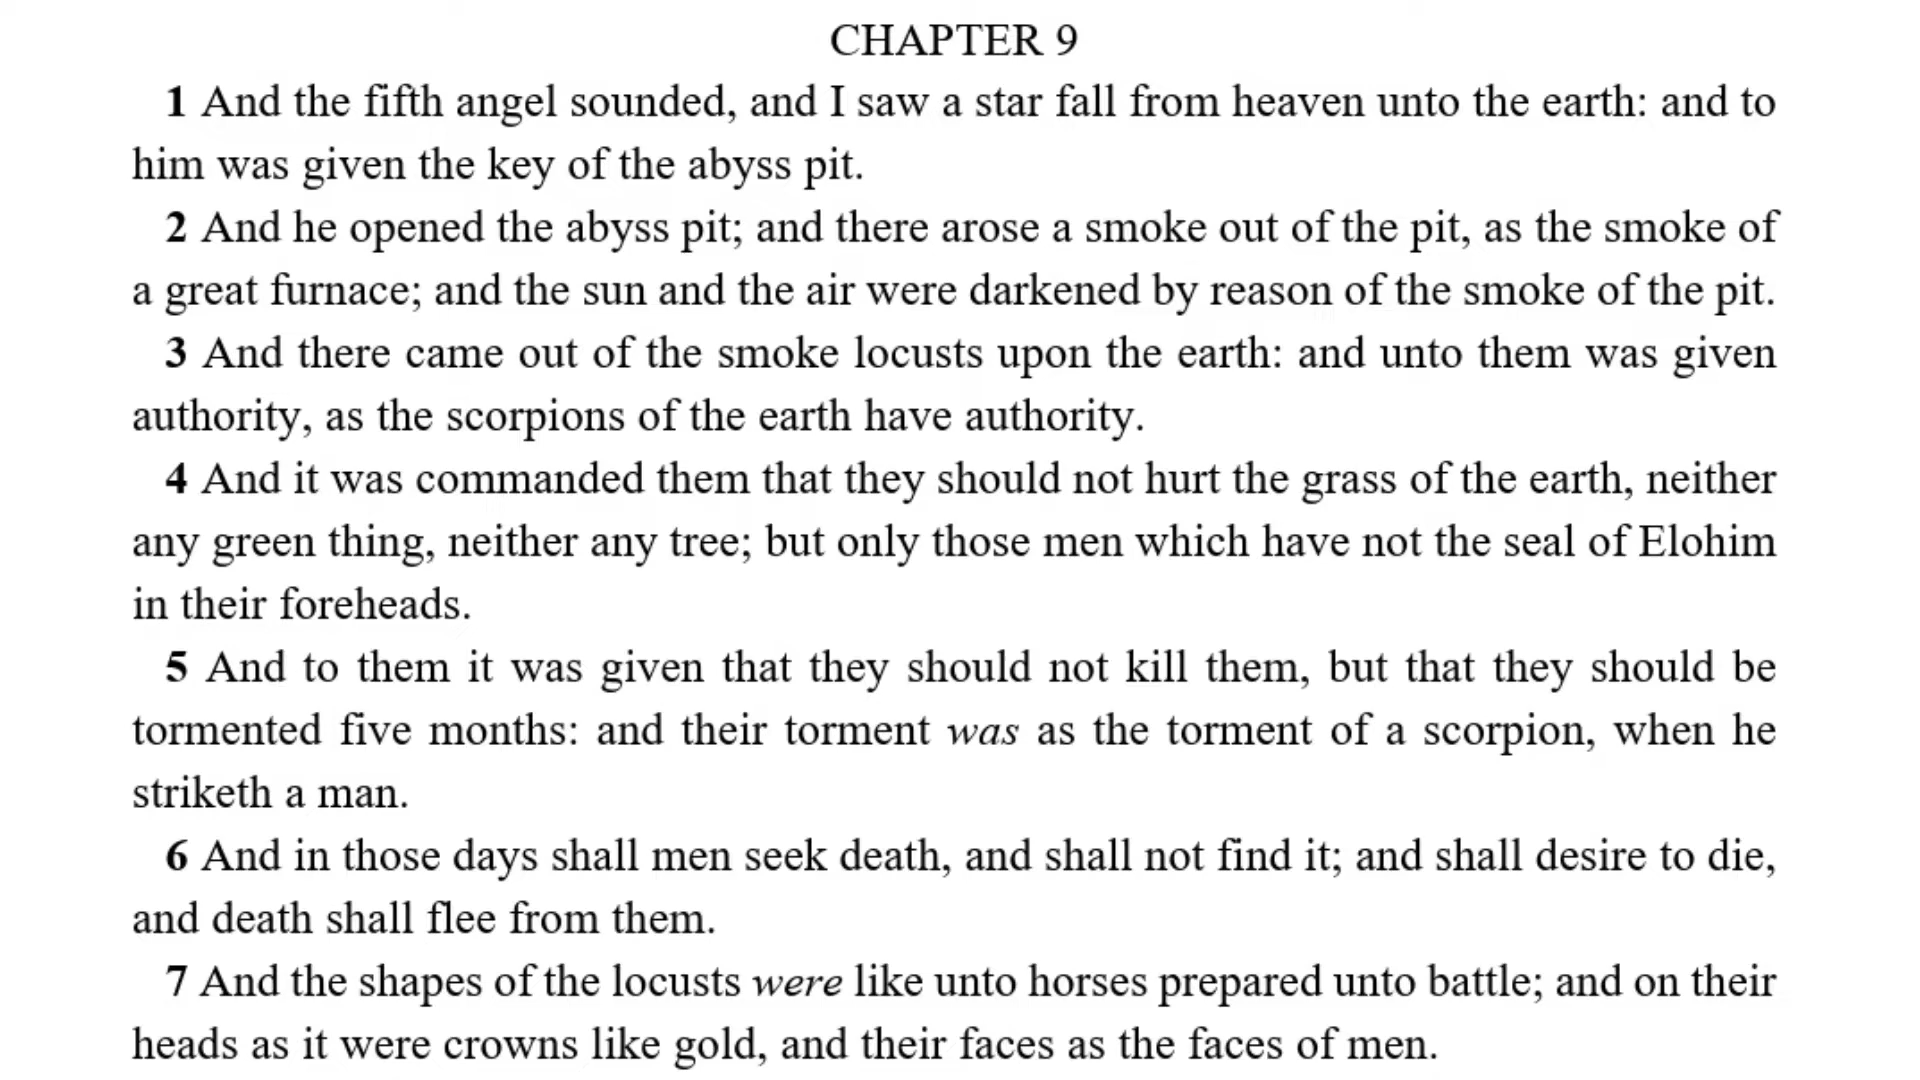 CHAPTER 9
1 And the fifth angel sounded, and I saw a star fall from heaven unto the earth: and to
him was given the key of the abyss pit.
2 And he opened the abyss pit; and there arose a smoke out of the pit, as the smoke of
a great furnace; and the sun and the air were darkened by reason of the smoke of the pit.
3 And there came out of the smoke locusts upon the earth: and unto them was given
authority, as the scorpions of the earth have authority.
4 And it was commanded them that they should not hurt the grass of the earth, neither
any green thing, neither any tree; but only those men which have not the seal of Elohim
in their foreheads.
5 And to them it was given that they should not kill them, but that they should be
tormented five months: and their torment was as the torment of a scorpion, when he
striketh a man.
6 And in those days shall men seek death, and shall not find it; and shall desire to die,
and death shall flee from them.
7 And the shapes of the locusts were like unto horses prepared unto battle; and on their
heads as it were crowns like gold, and their faces as the faces of men.